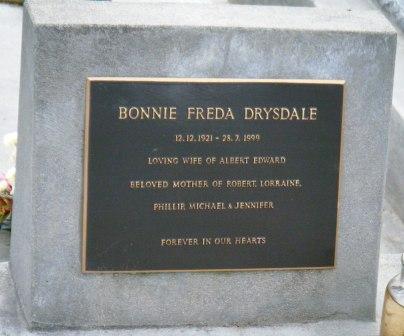 BONNIE FREDA DRYSDALE
12.12.1921 - 28.7.1999
LOVING WIFE OF ALBERT EDWARD
BELOVED MOTHER OF ROBERT, LORRAINE,
PHILLIP, MICHAEL & JENNIFER
FOREVER IN OUR HEARTS